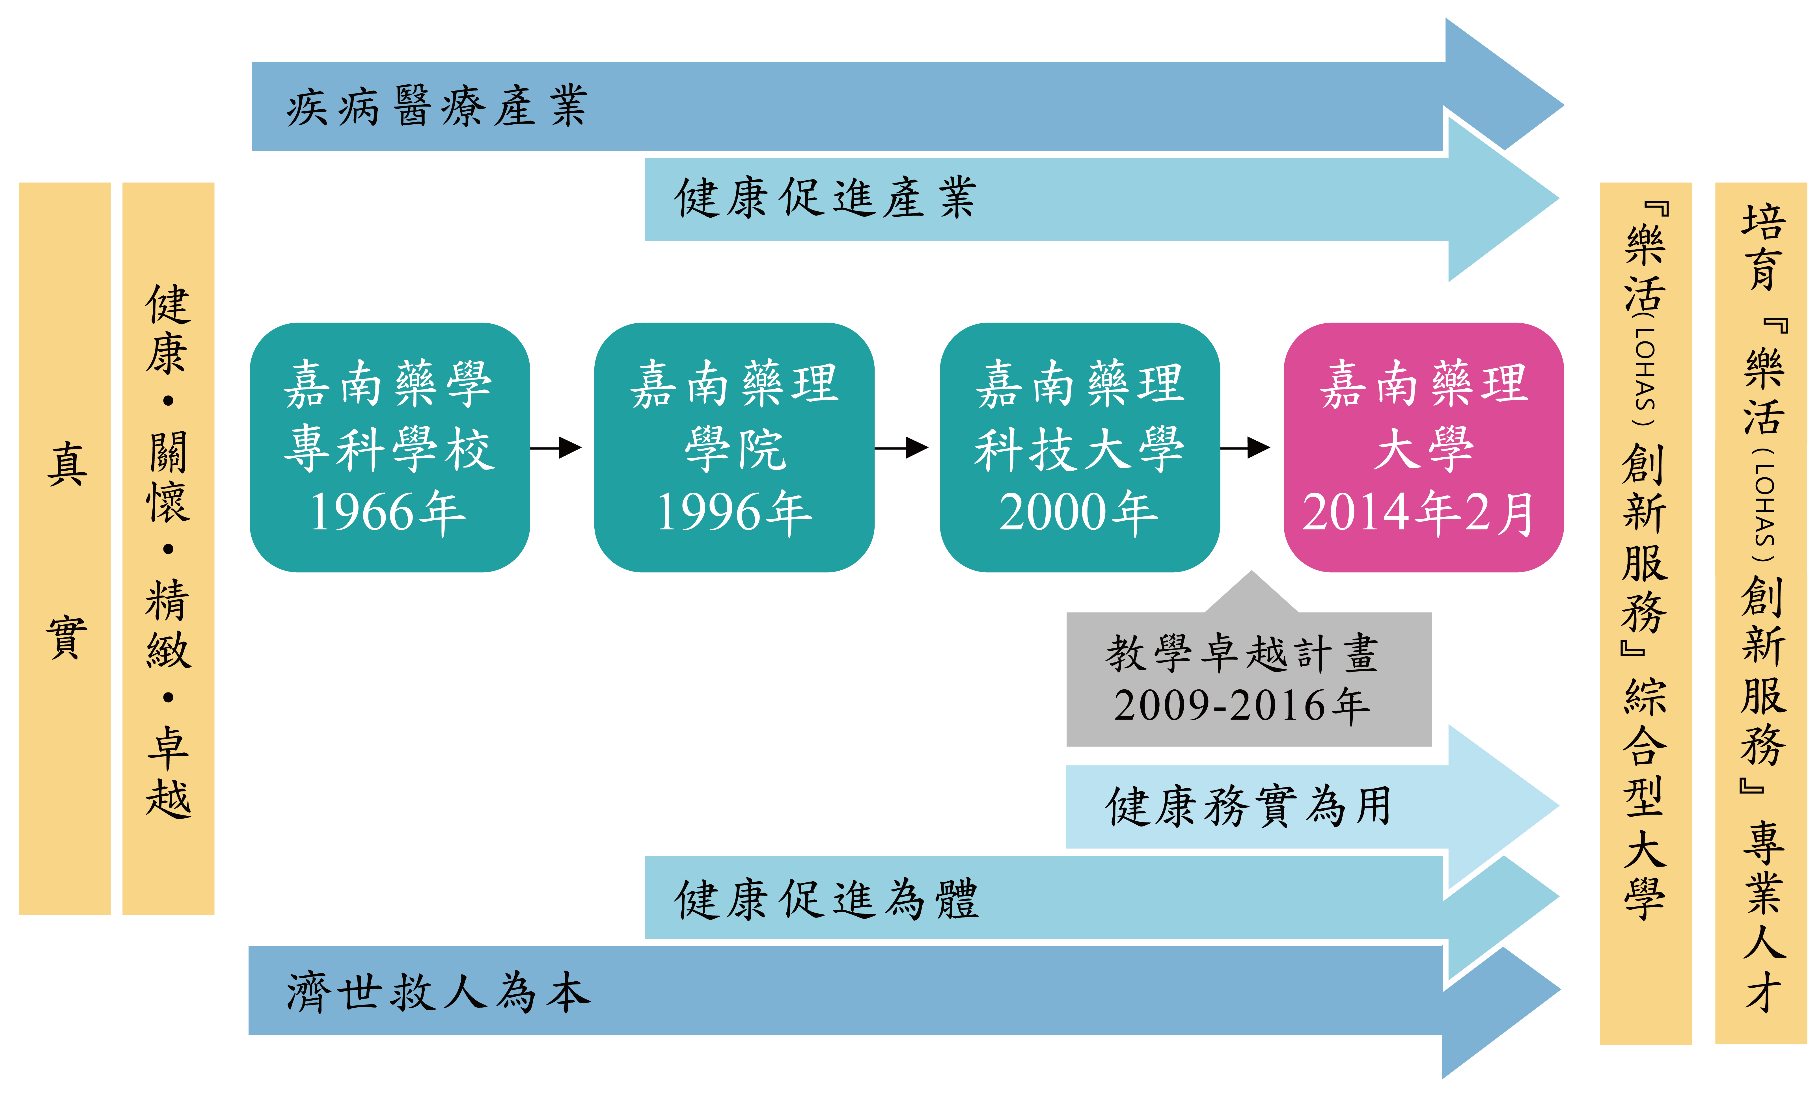 真實
健康・關懷・精緻・卓越
疾病醫療產業
健康促進產業
嘉南藥學
專科學校
1966年
嘉南藥理
學院
1996年
嘉南藥理
科技大學
2000年
嘉南藥理
大學
2014年2月
教學卓越計畫
2009-2016年
健康務實為用
健康促進為體
濟世救人為本
『樂活(LOHAS)創新服務』綜合型大學
培育『樂活(LOHAS)創新服務』專業人才